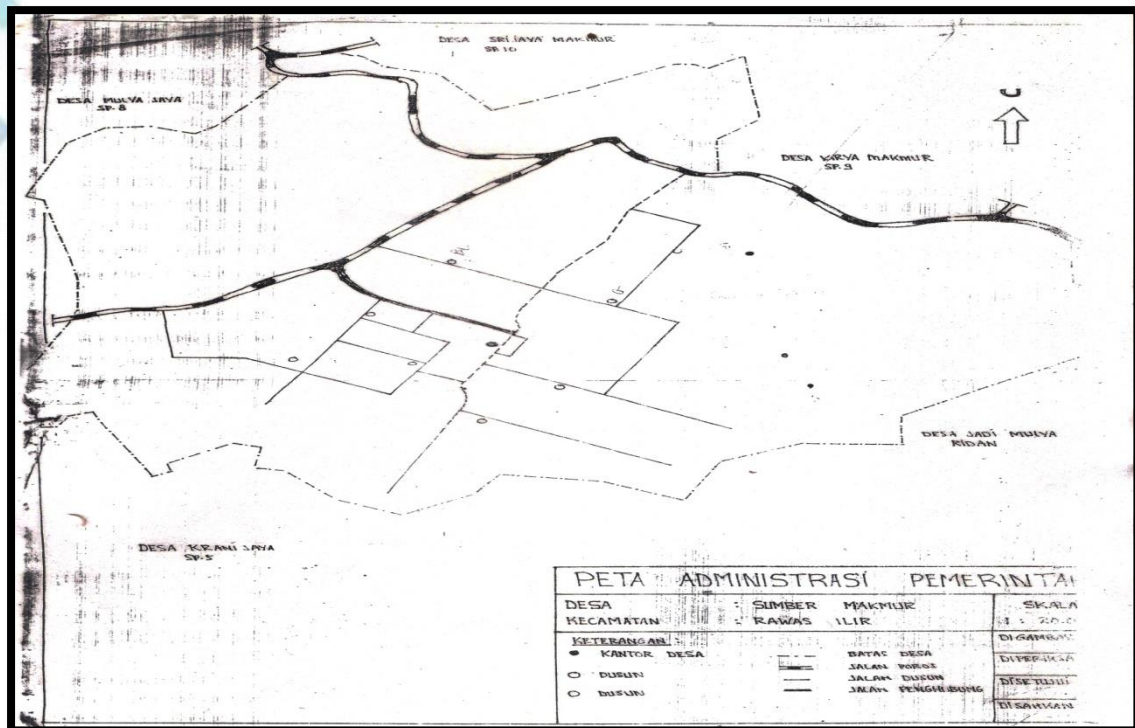 DESA SRIJAYA MAKMUR
SP. 10
DESA MULYA JAYA
SP. 8
DESA KARYA MAKMUR
SP. 9
DESA JADI MULYA
RIDAN
DESA KRANI JAYA
SP-5
PETA ADMINISTRASI PEMERINTA
DESA : SUMBER MAKMUR
KECAMATAN : RAWAS ILIR
SKALA
KETERANGAN :
KANTOR DESA
DUSUN
DUSUN
BATAS DESA
JALAN POROS
JALAN DUSUN
JALAN PENGHUBUNG
DIGAMBAR
DIPERIKSA
DISETUJUI
DISAHKAN